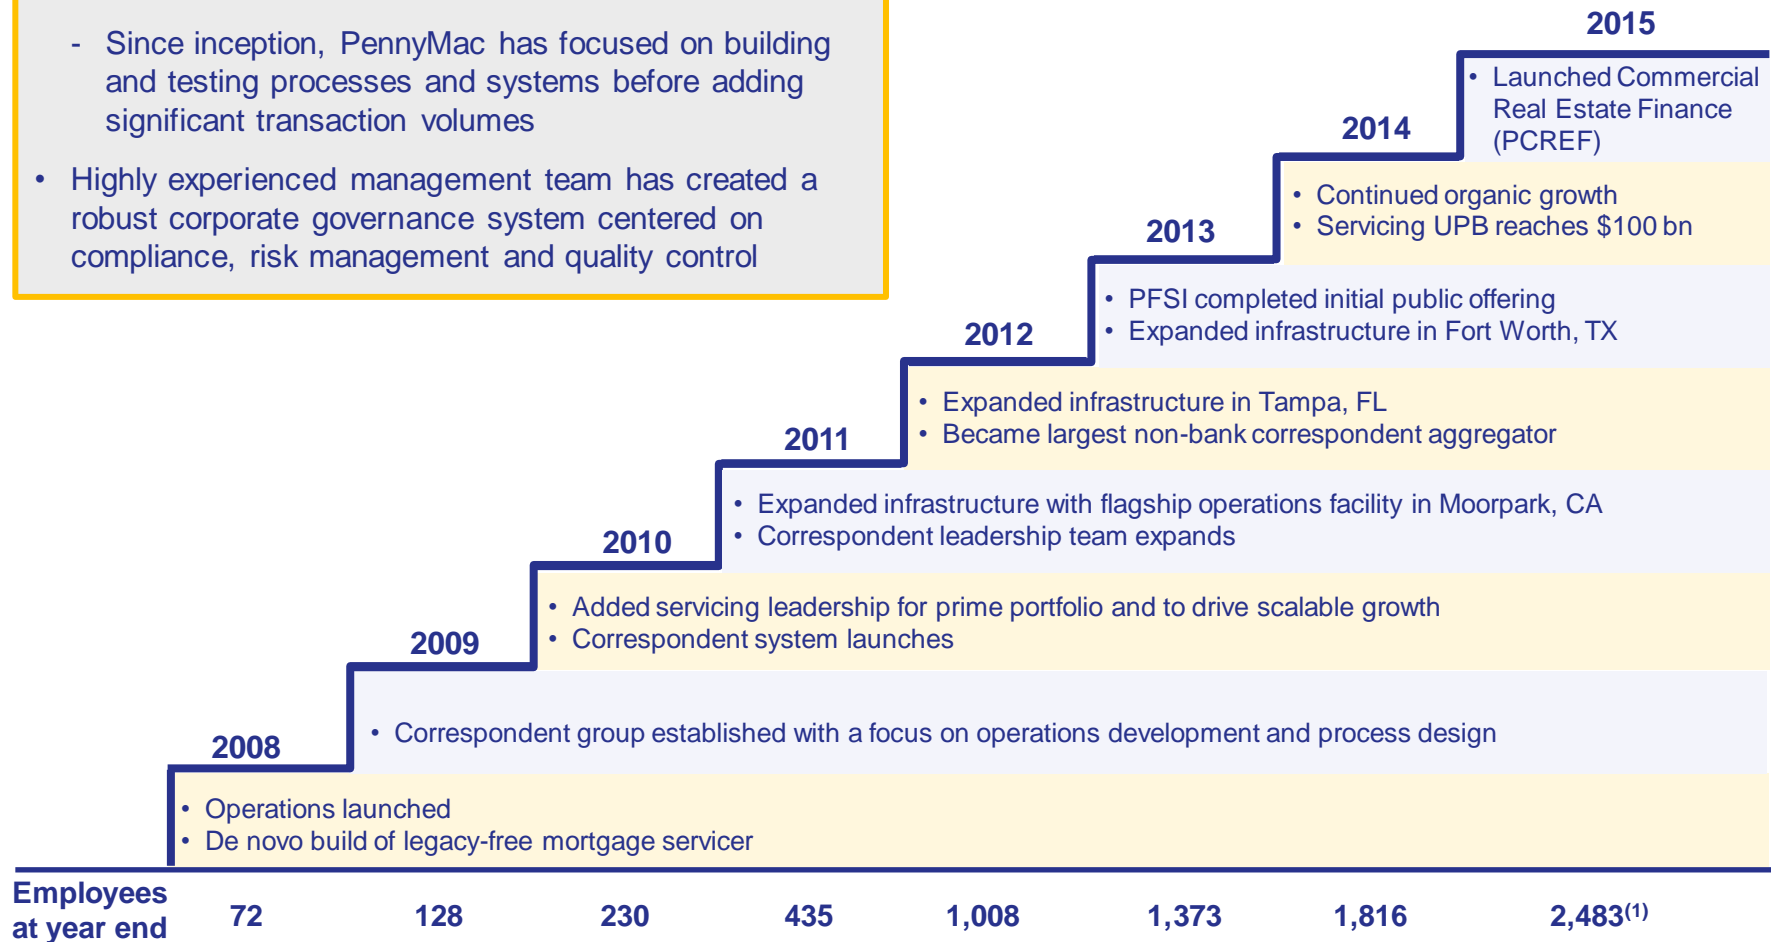 - Since inception, PennyMac has focused on building
and testing processes and systems before adding
significant transaction volumes
• Highly experienced management team has created a
robust corporate governance system centered on
compliance, risk management and quality control
2015
• Launched Commercial
Real Estate Finance
(PCREF)
2014
• Continued organic growth
• Servicing UPB reaches $100 bn
2013
• PFSI completed initial public offering
• Expanded infrastructure in Fort Worth, TX
2012
• Expanded infrastructure in Tampa, FL
• Became largest non-bank correspondent aggregator
2011
• Expanded infrastructure with flagship operations facility in Moorpark, CA
• Correspondent leadership team expands
2010
• Added servicing leadership for prime portfolio and to drive scalable growth
• Correspondent system launches
2009
• Correspondent group established with a focus on operations development and process design
2008
• Operations launched
• De novo build of legacy-free mortgage servicer
Employees
at year end
72 128 230 435 1,008 1,373 1,816 2,483(1)